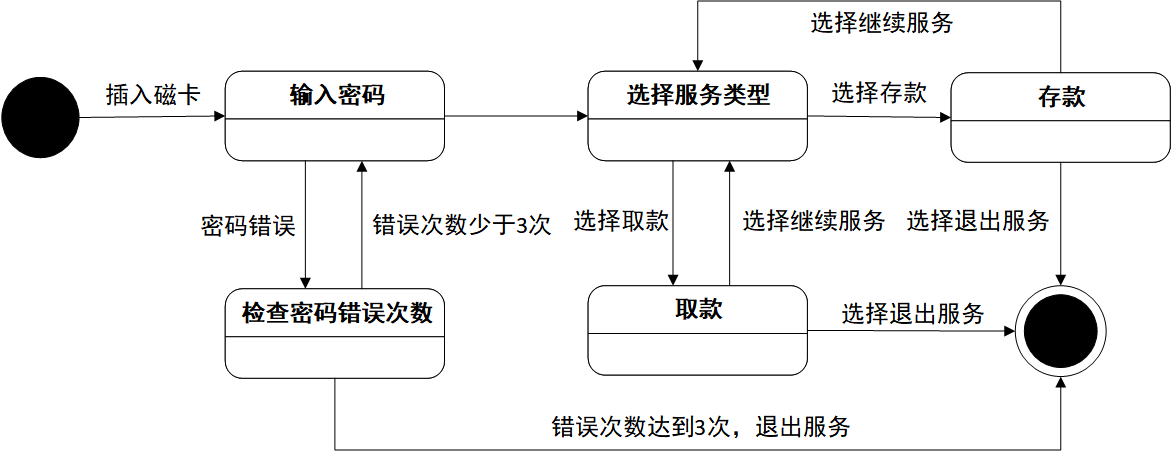 选择继续服务
插入磁卡
输入密码
选择服务类型
选择存款
存款
密码错误
错误次数少于3次
选择取款
选择继续服务
选择退出服务
检查密码错误次数
取款
选择退出服务
错误次数达到3次，退出服务